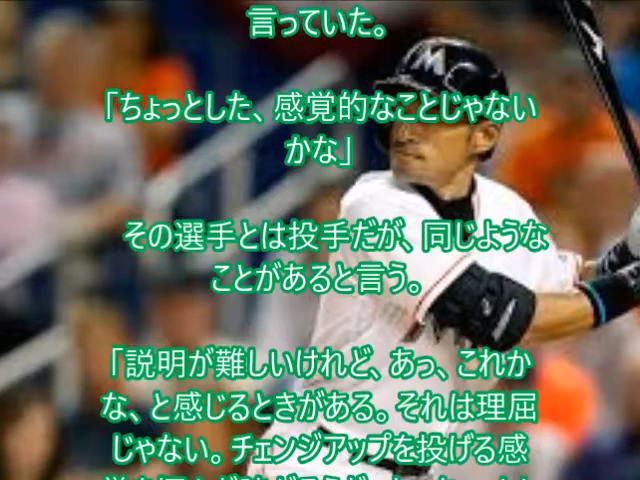 言っていた。
「ちょっとした、感覚的なことじゃない
かな」
その選手とは投手だが、同じような
ことがあると言う。
「説明が難しいけれど、あっ、これか
な、と感じるときがある。それは理屈
じゃない。チェンジアップを投げる感